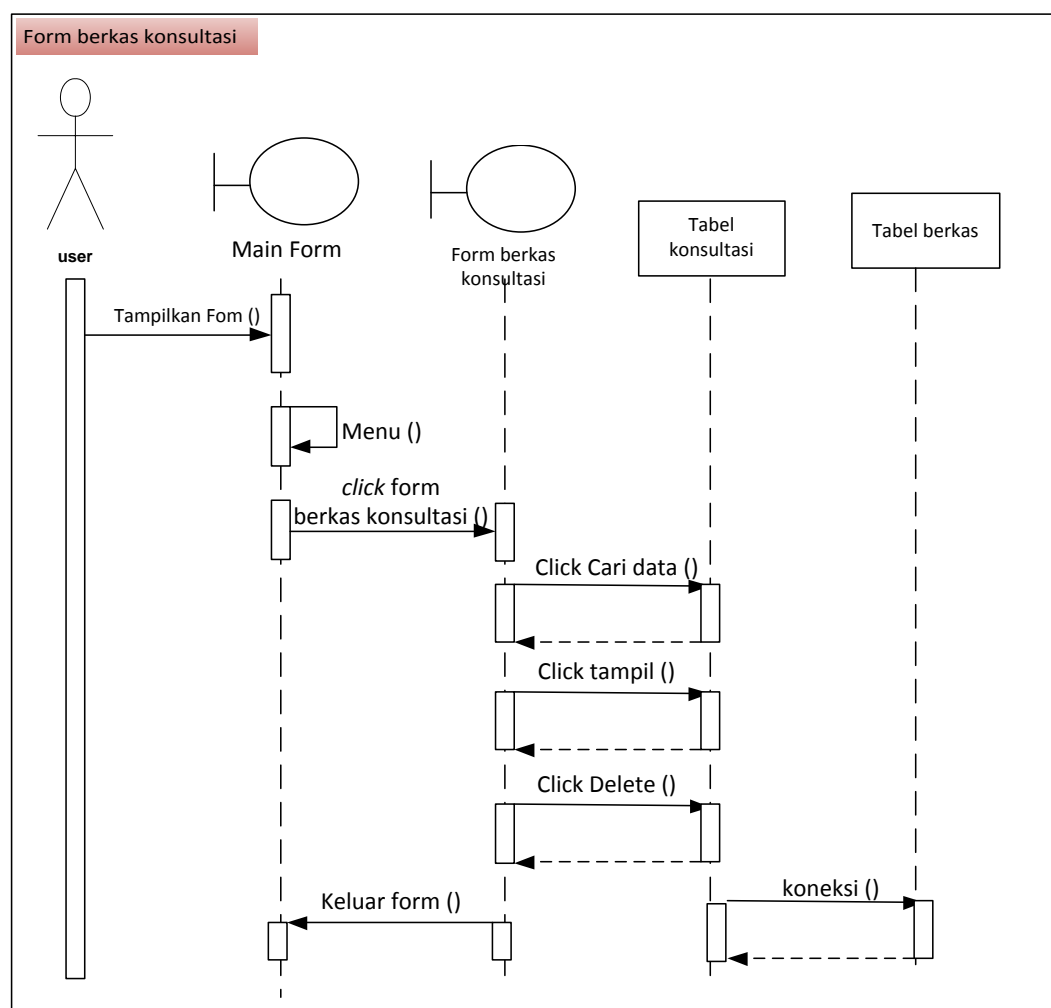 Form berkas konsultasi
user
Main Form
Form berkas
konsultasi
Tabel
konsultasi
Tabel berkas
Tampilkan Fom ()
Menu ()
click form
berkas konsultasi ()
Click Cari data ()
Click tampil ()
Click Delete ()
koneksi ()
Keluar form ()